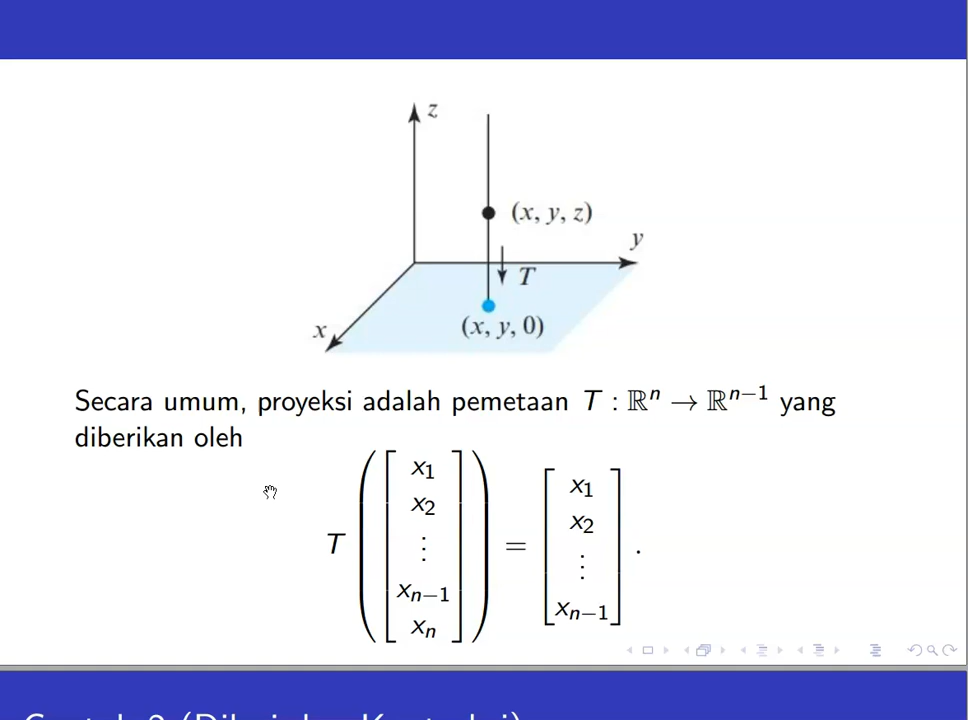 z
(x, y, z)
y
T
x
(x, y, 0)
Secara umum, proyeksi adalah pemetaan T : ℝⁿ → ℝⁿ⁻¹ yang
diberikan oleh
T ( [ x₁ x₂ ⋮ xₙ₋₁ xₙ ] ) = [ x₁ x₂ ⋮ xₙ₋₁ ] .